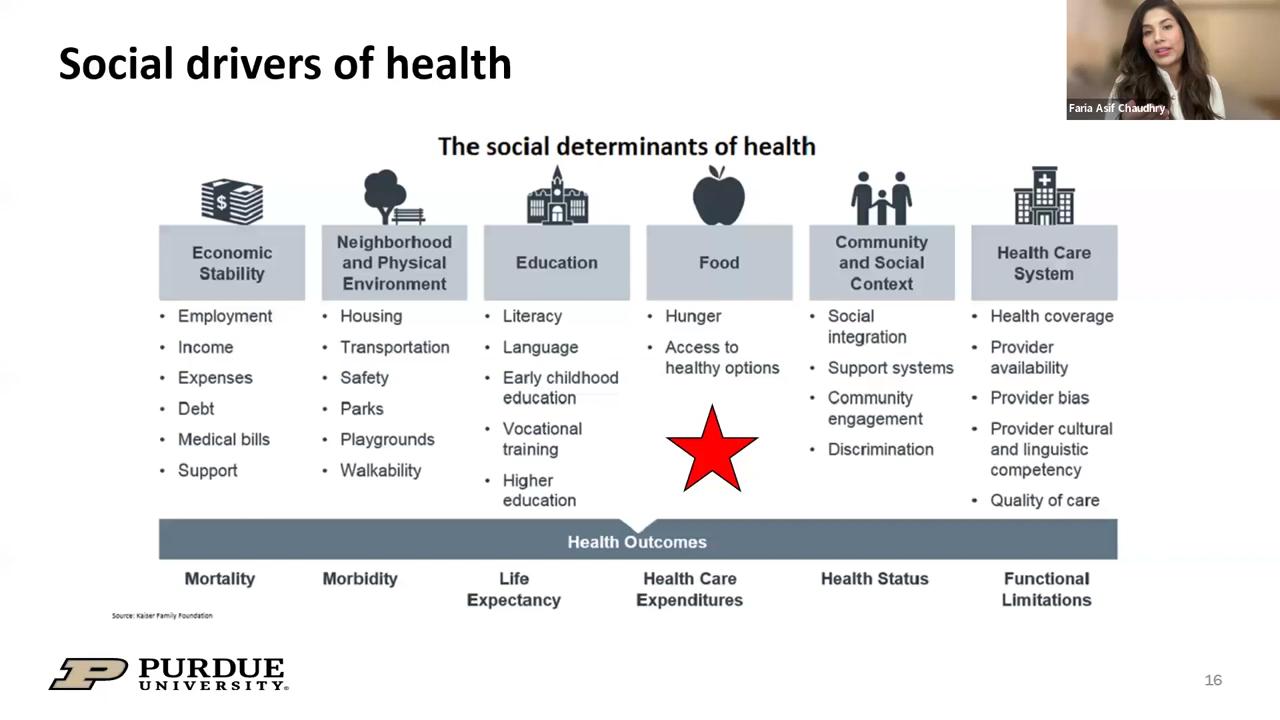 Social drivers of health
Faria Asif Chaudhry
The social determinants of health
$
Economic
Stability
• Employment
• Income
• Expenses
• Debt
• Medical bills
• Support
Neighborhood
and Physical
Environment
• Housing
• Transportation
• Safety
• Parks
• Playgrounds
• Walkability
Education
• Literacy
• Language
• Early childhood
education
• Vocational
training
• Higher
education
Food
• Hunger
• Access to
healthy options
Community
and Social
Context
• Social
integration
• Support systems
• Community
engagement
• Discrimination
Health Care
System
• Health coverage
• Provider
availability
• Provider bias
• Provider cultural
and linguistic
competency
• Quality of care
Health Outcomes
Mortality
Morbidity
Life
Expectancy
Health Care
Expenditures
Health Status
Functional
Limitations
Source: Kaiser Family Foundation
P PURDUE
UNIVERSITY®
16